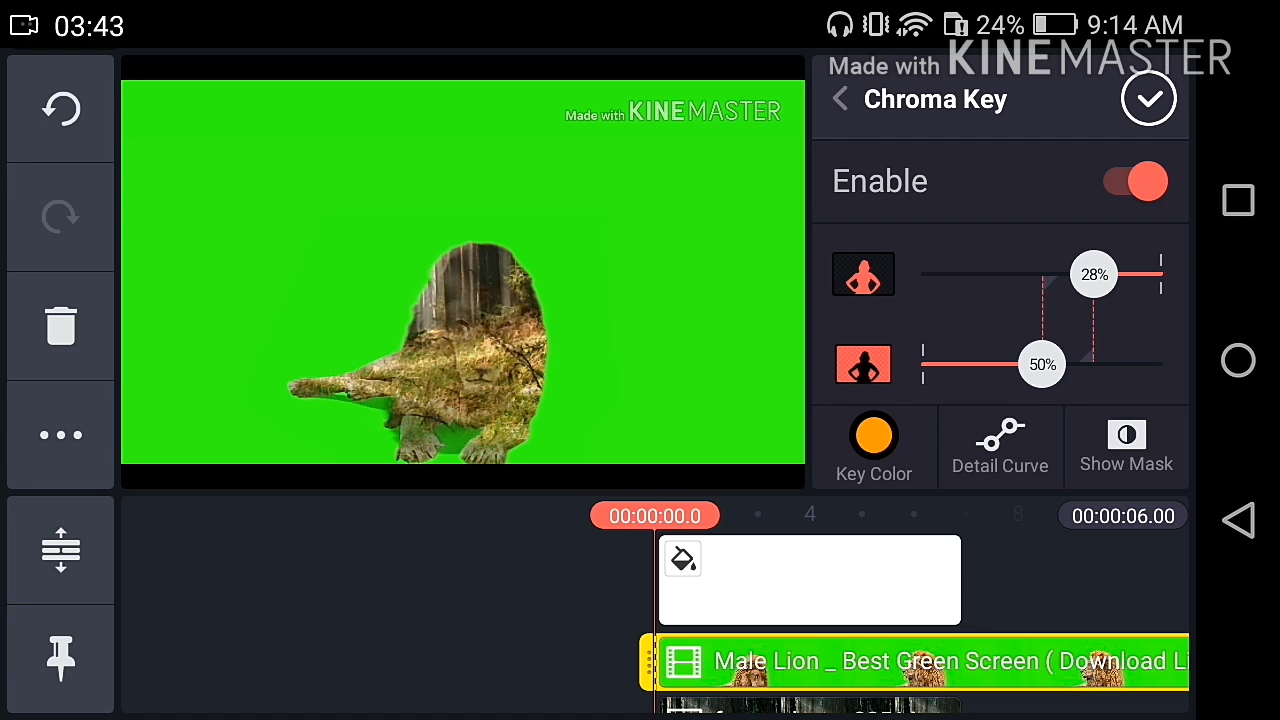 03:43
24% 9:14 AM
Made with KINEMASTER
Chroma Key
Made with KINEMASTER
Enable
28%
50%
Key Color
Detail Curve
Show Mask
00:00:00.0
4
8
00:00:06.00
Male Lion _ Best Green Screen ( Download Li